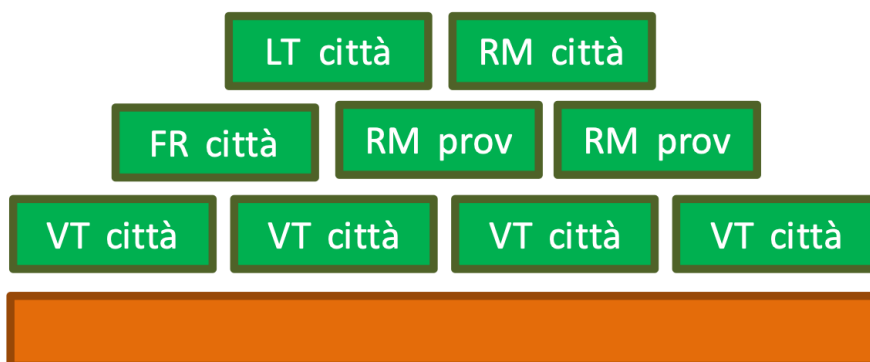 LT città RM città
FR città RM prov RM prov
VT città VT città VT città VT città